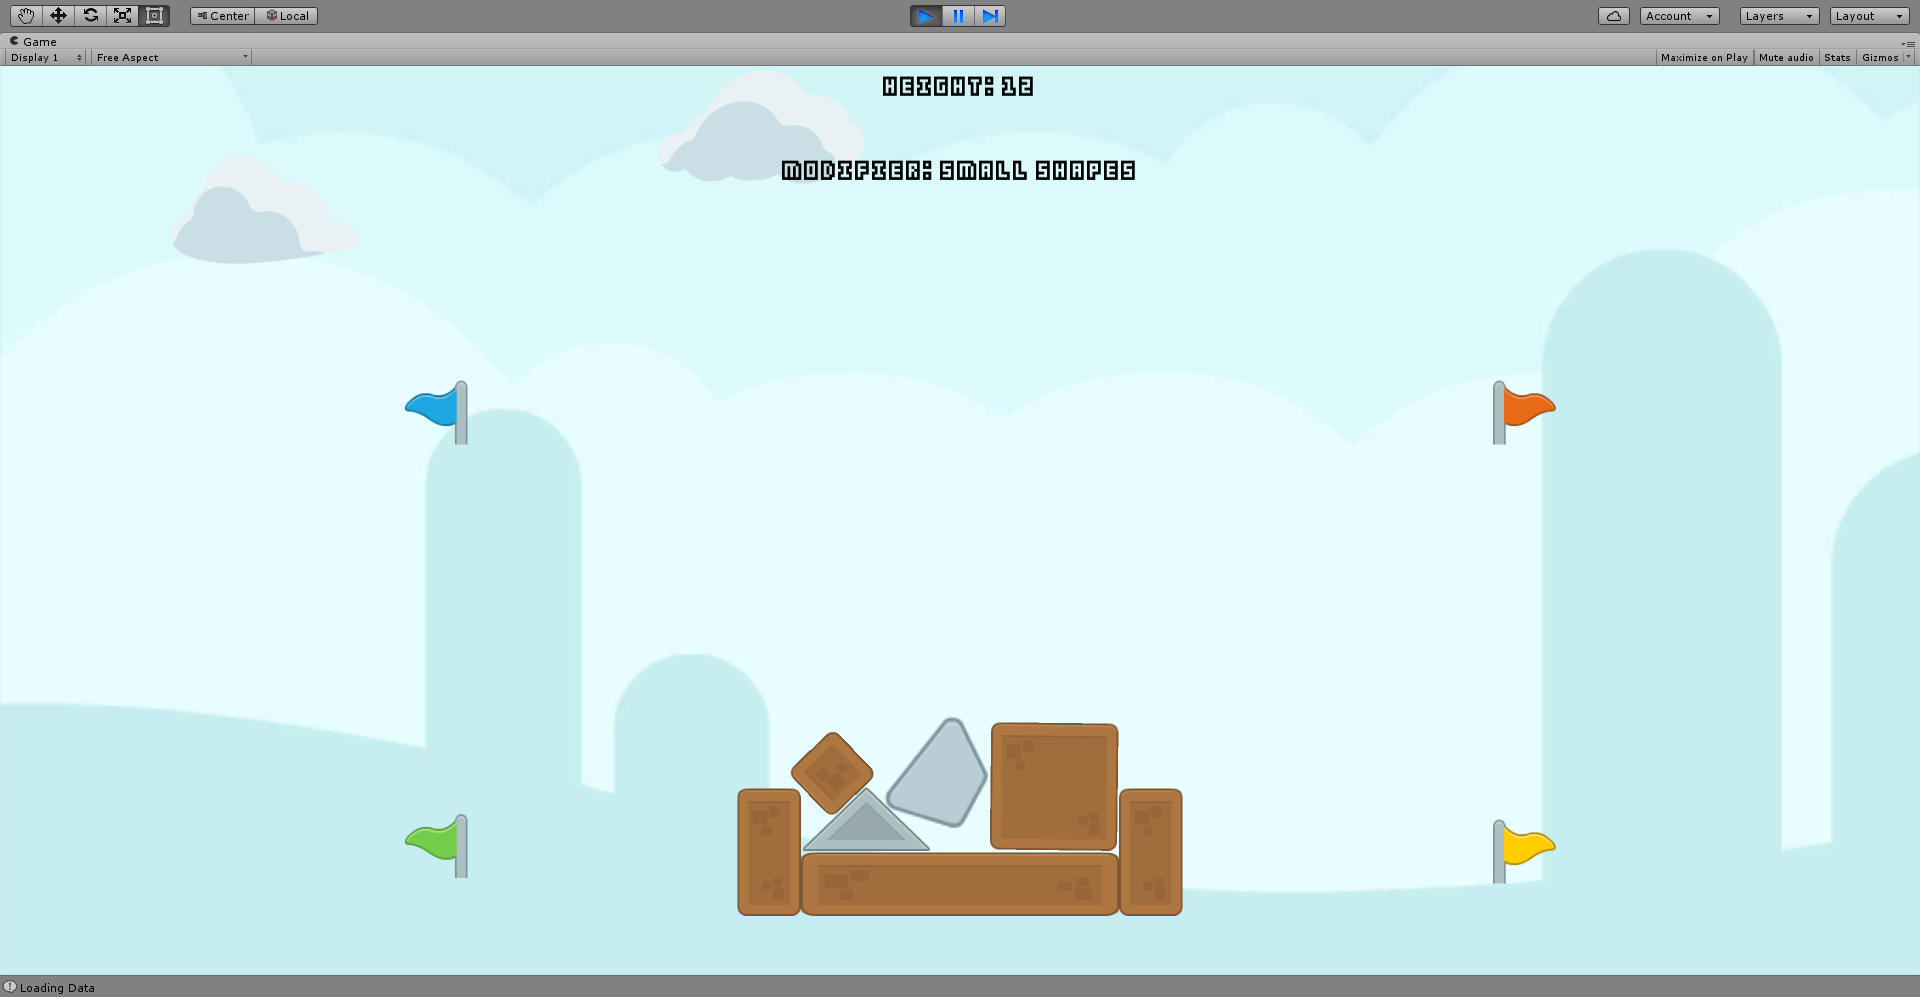 Center Local Account Layers Layout
Game
Display 1 Free Aspect Maximize on Play Mute audio Stats Gizmos
HEIGHT: 12
MODIFIER: SMALL SHAPES
Loading Data